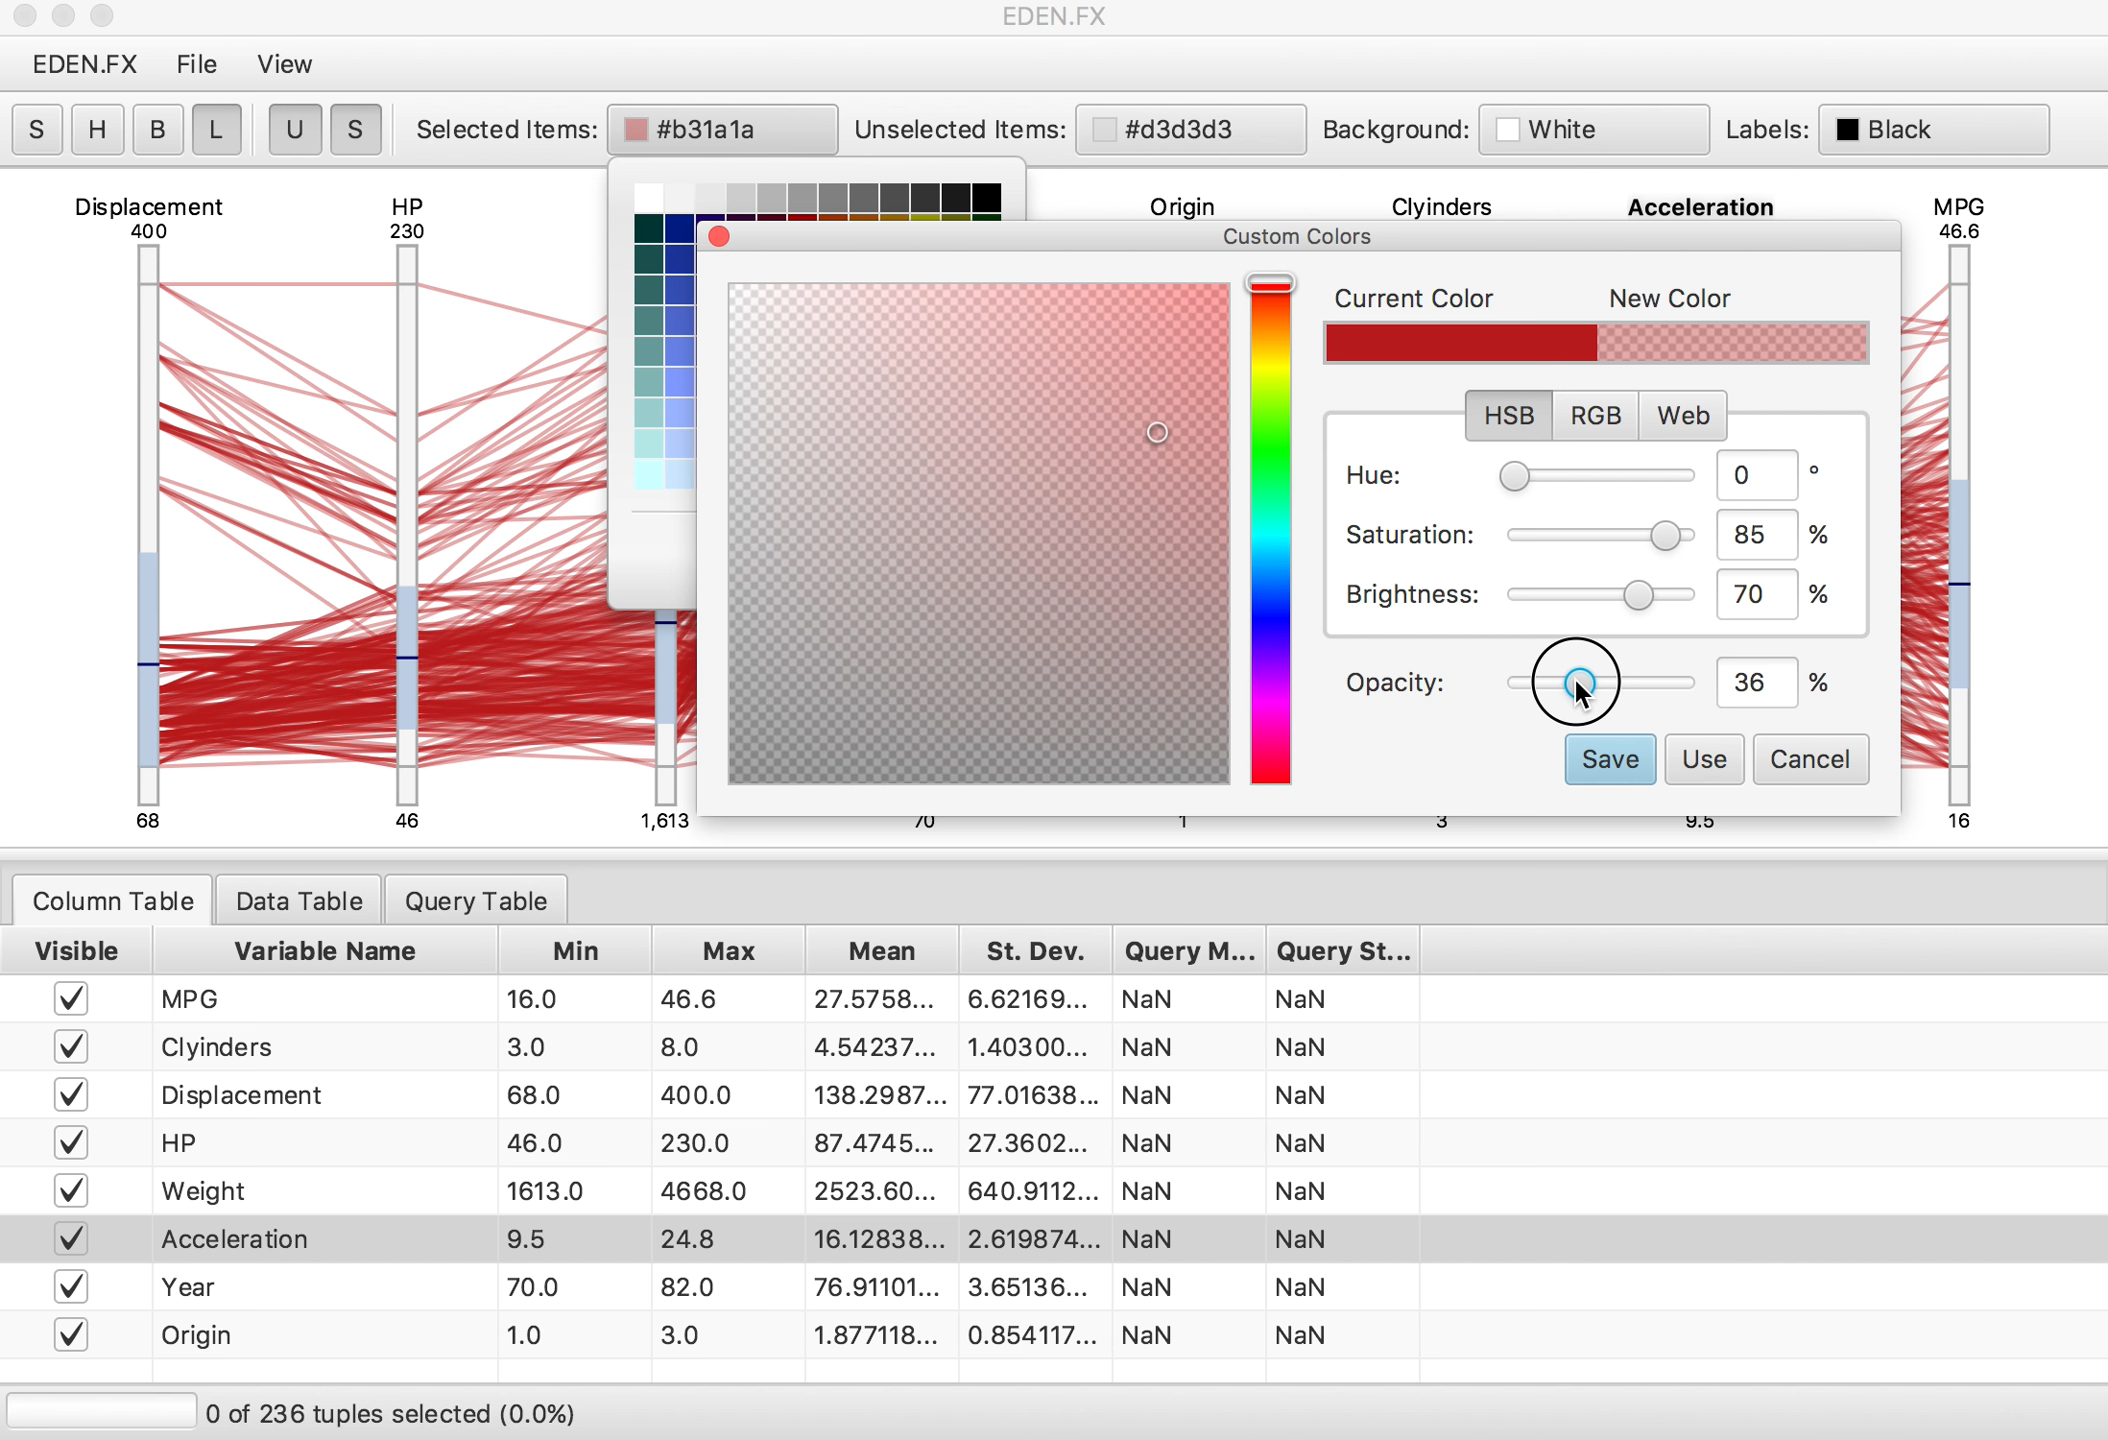 EDEN.FX
EDEN.FX File View
S H B L U S Selected Items: #b31a1a Unselected Items: #d3d3d3 Background: White Labels: Black
Displacement HP Origin Clyinders Acceleration MPG
400 230 46.6
Custom Colors
Current Color New Color
HSB RGB Web
Hue: 0 °
Saturation: 85 %
Brightness: 70 %
Opacity: 36 %
Save Use Cancel
68 46 1,613 70 1 3 9.5 16
Column Table Data Table Query Table
Visible Variable Name Min Max Mean St. Dev. Query M... Query St...
MPG 16.0 46.6 27.5758... 6.62169... NaN NaN
Clyinders 3.0 8.0 4.54237... 1.40300... NaN NaN
Displacement 68.0 400.0 138.2987... 77.01638... NaN NaN
HP 46.0 230.0 87.4745... 27.3602... NaN NaN
Weight 1613.0 4668.0 2523.60... 640.9112... NaN NaN
Acceleration 9.5 24.8 16.12838... 2.619874... NaN NaN
Year 70.0 82.0 76.91101... 3.65136... NaN NaN
Origin 1.0 3.0 1.877118... 0.854117... NaN NaN
0 of 236 tuples selected (0.0%)